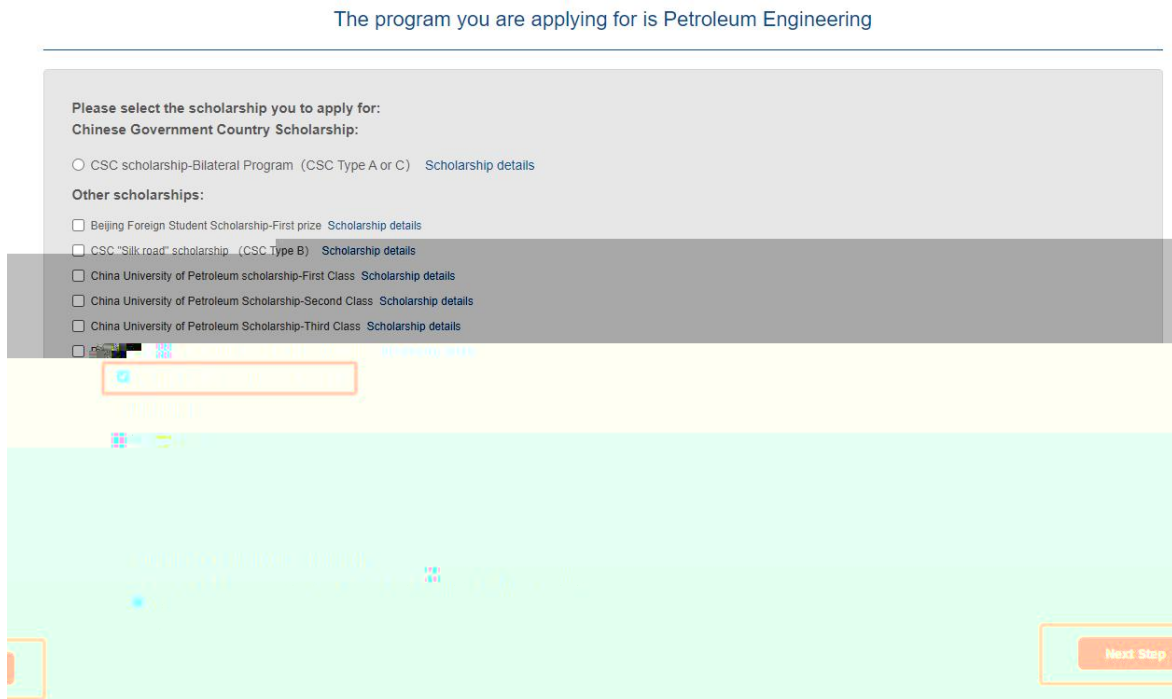 The program you are applying for is Petroleum Engineering
Please select the scholarship you to apply for:
Chinese Government Country Scholarship:
CSC scholarship-Bilateral Program (CSC Type A or C) Scholarship details
Other scholarships:
Beijing Foreign Student Scholarship-First prize Scholarship details
CSC "Silk road" scholarship (CSC Type B) Scholarship details
China University of Petroleum scholarship-First Class Scholarship details
China University of Petroleum Scholarship-Second Class Scholarship details
China University of Petroleum Scholarship-Third Class Scholarship details
Next Step